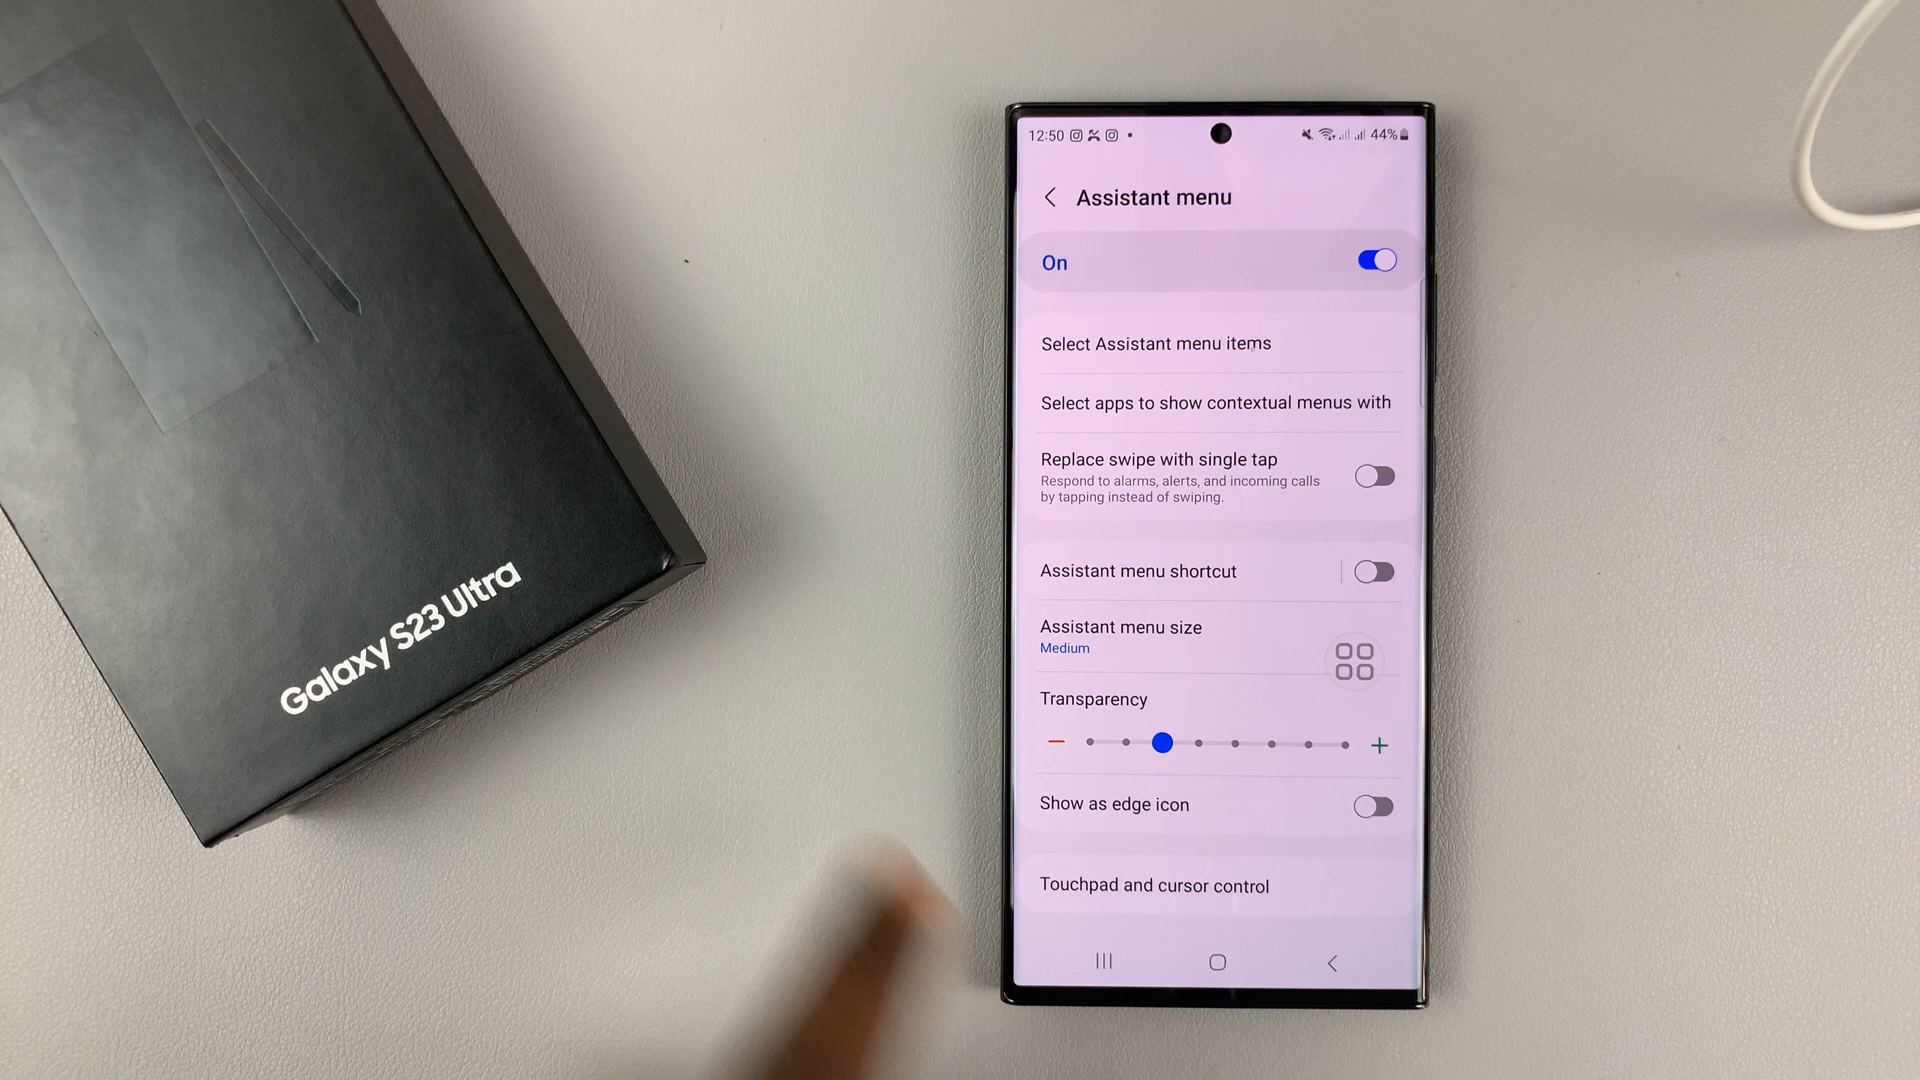 Galaxy S23 Ultra
12:50
44%
Assistant menu
On
Select Assistant menu items
Select apps to show contextual menus with
Replace swipe with single tap
Respond to alarms, alerts, and incoming calls
by tapping instead of swiping.
Assistant menu shortcut
Assistant menu size
Medium
Transparency
Show as edge icon
Touchpad and cursor control